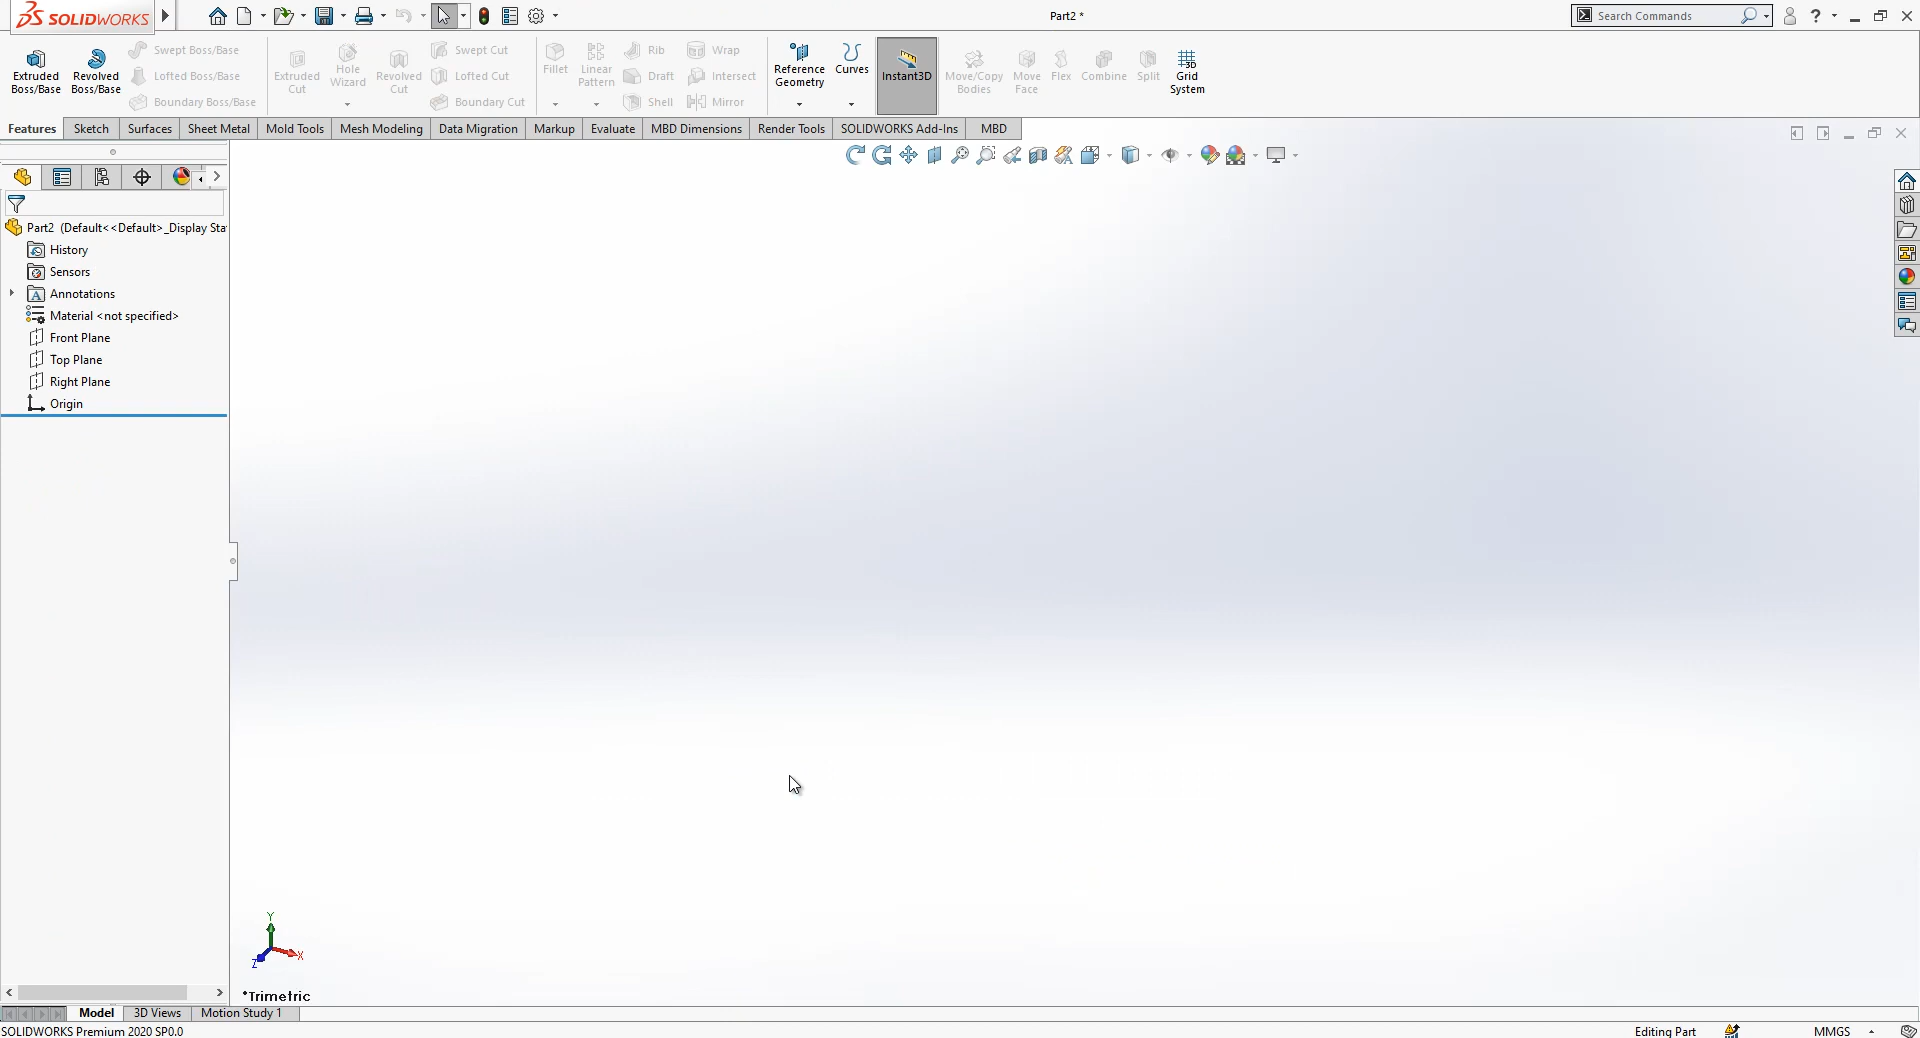 SOLIDWORKS
Part2 *
Search Commands
Extruded Boss/Base
Revolved Boss/Base
Swept Boss/Base
Lofted Boss/Base
Boundary Boss/Base
Extruded Cut
Hole Wizard
Revolved Cut
Swept Cut
Lofted Cut
Boundary Cut
Fillet
Linear Pattern
Rib
Draft
Shell
Wrap
Intersect
Mirror
Reference Geometry
Curves
Instant3D
Move/Copy Bodies
Move Face
Flex
Combine
Split
3D
Grid System
Features
Sketch
Surfaces
Sheet Metal
Mold Tools
Mesh Modeling
Data Migration
Markup
Evaluate
MBD Dimensions
Render Tools
SOLIDWORKS Add-Ins
MBD
Part2 (Default<<Default>_Display Sta
History
Sensors
Annotations
Material <not specified>
Front Plane
Top Plane
Right Plane
Origin
Y
X
Z
*Trimetric
Model
3D Views
Motion Study 1
SOLIDWORKS Premium 2020 SP0.0
Editing Part
MMGS